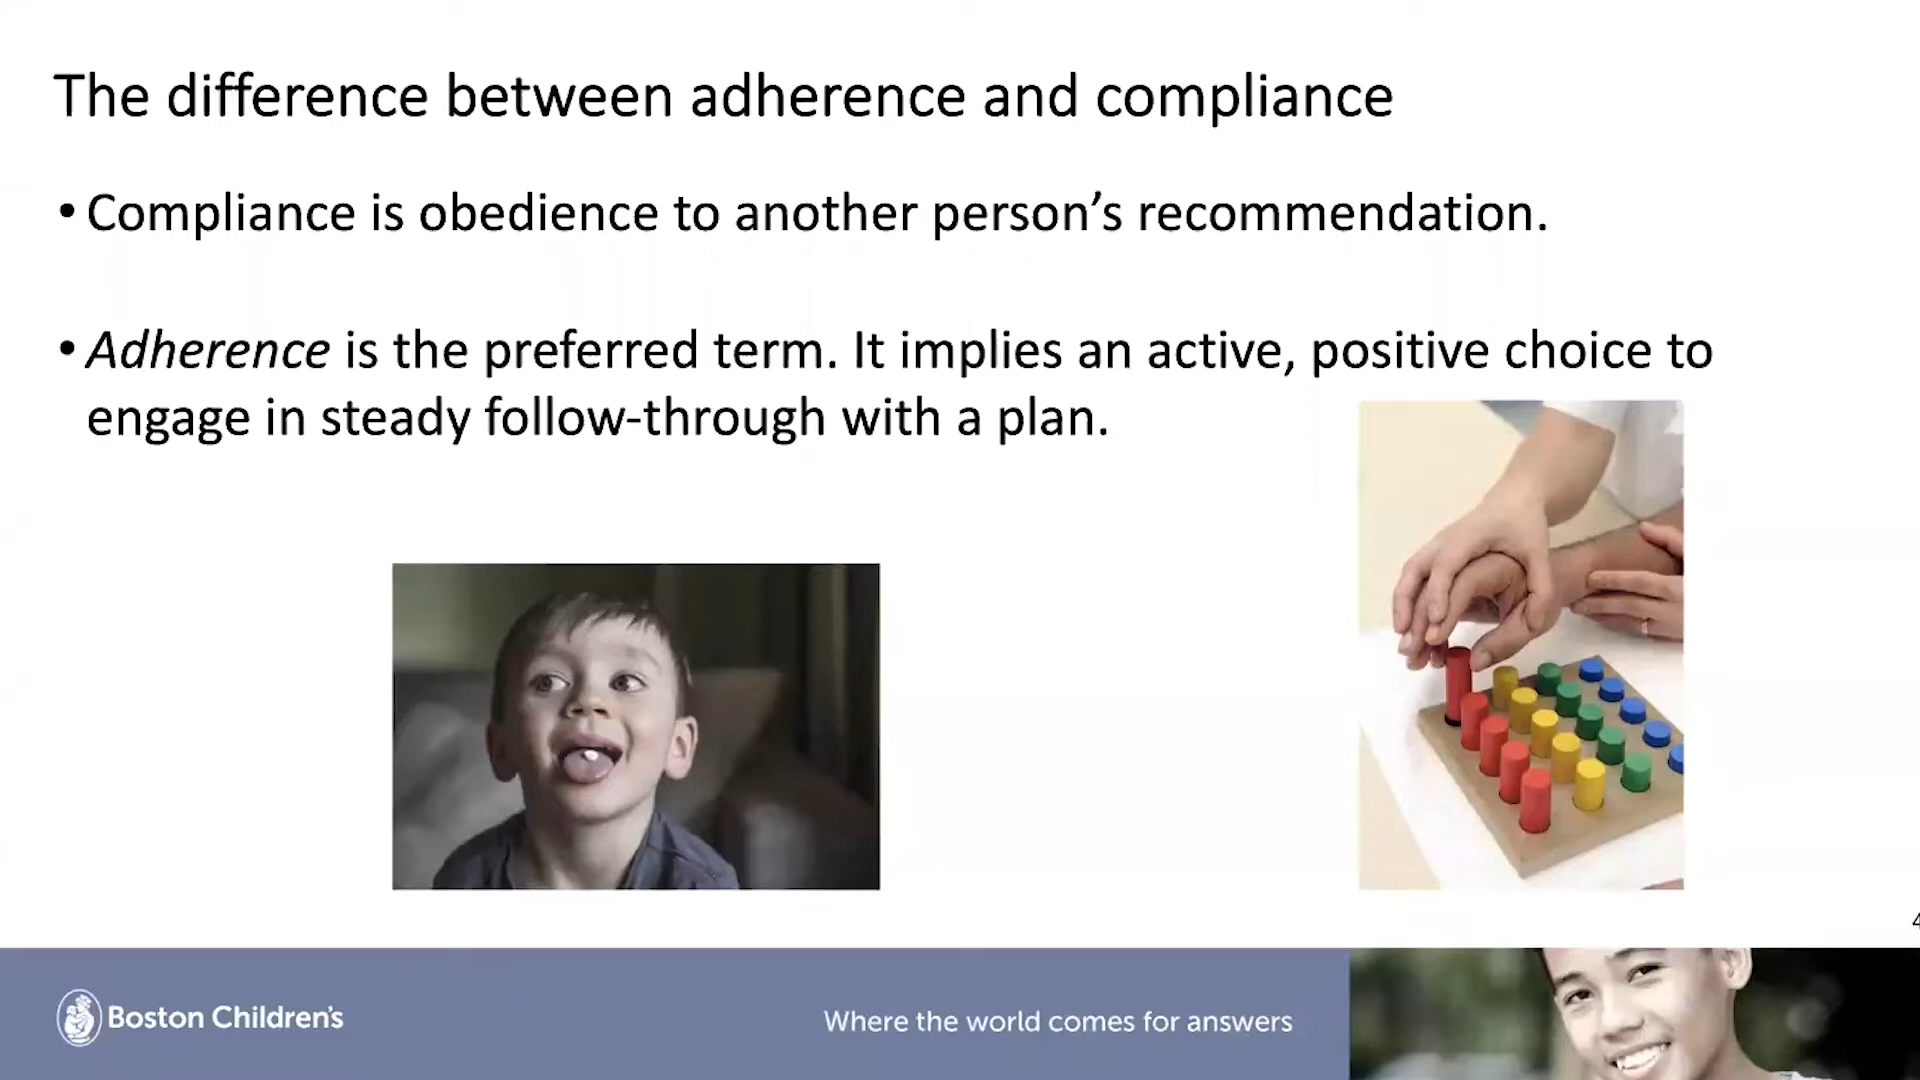 The difference between adherence and compliance
• Compliance is obedience to another person’s recommendation.
• Adherence is the preferred term. It implies an active, positive choice to
engage in steady follow-through with a plan.
4
Boston Children's
Where the world comes for answers